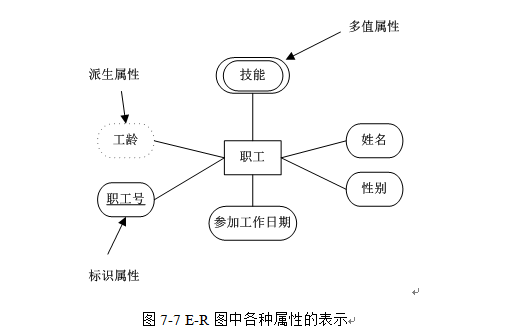 多值属性
派生属性
技能
工龄
职工
姓名
职工号
性别
参加工作日期
标识属性
图 7-7 E-R 图中各种属性的表示